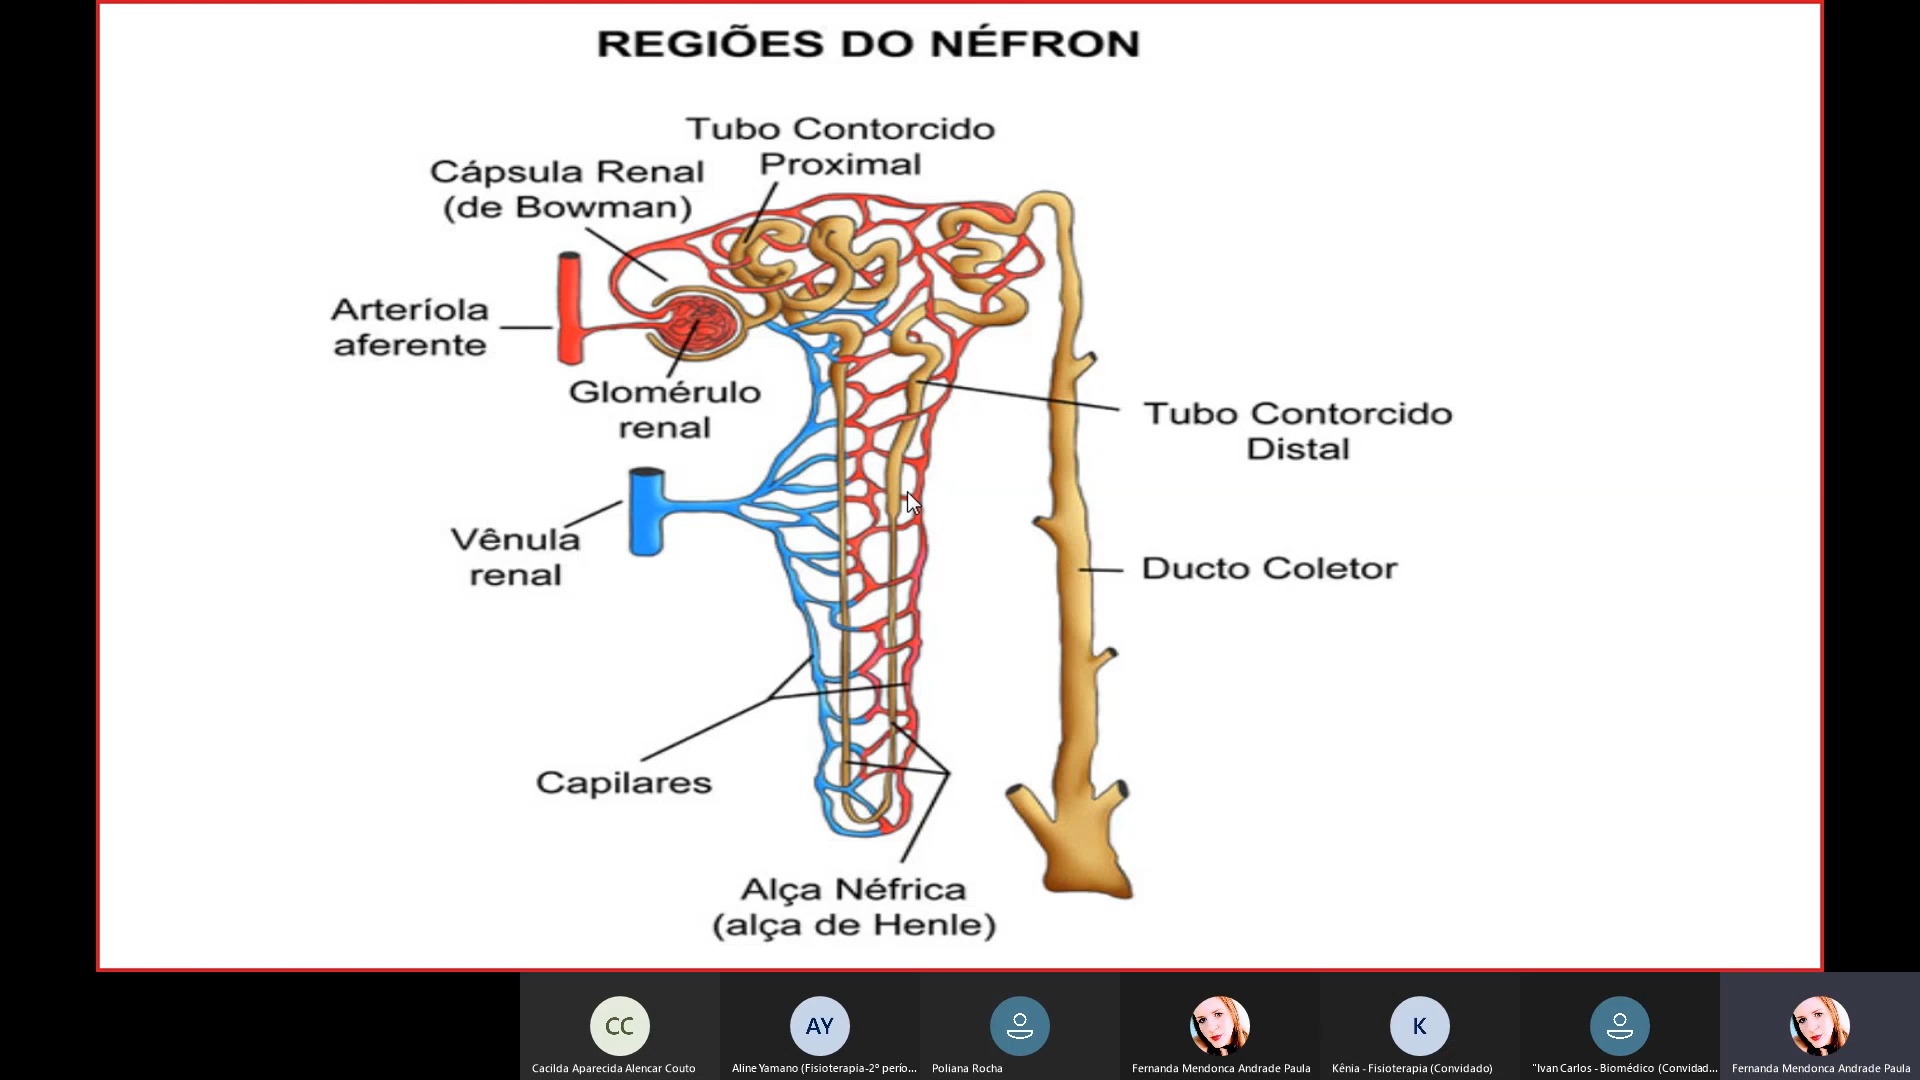 REGIÕES DO NÉFRON
Tubo Contorcido
Proximal
Cápsula Renal
(de Bowman)
Arteríola
aferente
Glomérulo
renal
Tubo Contorcido
Distal
Vênula
renal
Ducto Coletor
Capilares
Alça Néfrica
(alça de Henle)
CC
AY
K
Cacilda Aparecida Alencar Couto
Aline Yamano (Fisioterapia-2º perío...
Poliana Rocha
Fernanda Mendonca Andrade Paula
Kênia - Fisioterapia (Convidado)
"Ivan Carlos - Biomédico (Convidad...
Fernanda Mendonca Andrade Paula